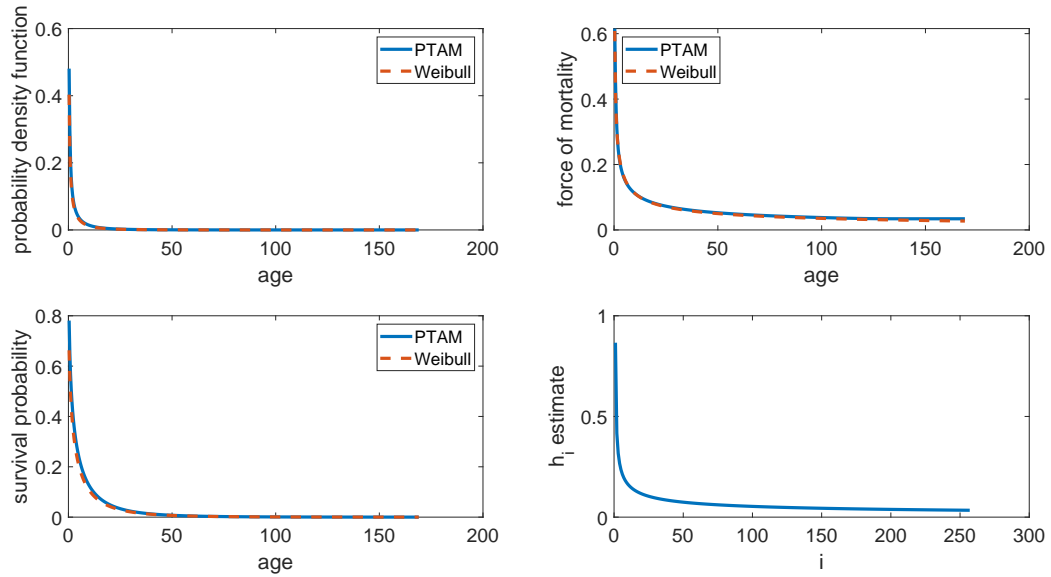 probability density function
0.6
0.4
0.2
0
0 50 100 150 200
age
PTAM
Weibull
force of mortality
0.6
0.4
0.2
0
0 50 100 150 200
age
PTAM
Weibull
survival probability
0.8
0.6
0.4
0.2
0
0 50 100 150 200
age
PTAM
Weibull
h_i estimate
1
0.5
0
0 50 100 150 200 250 300
i